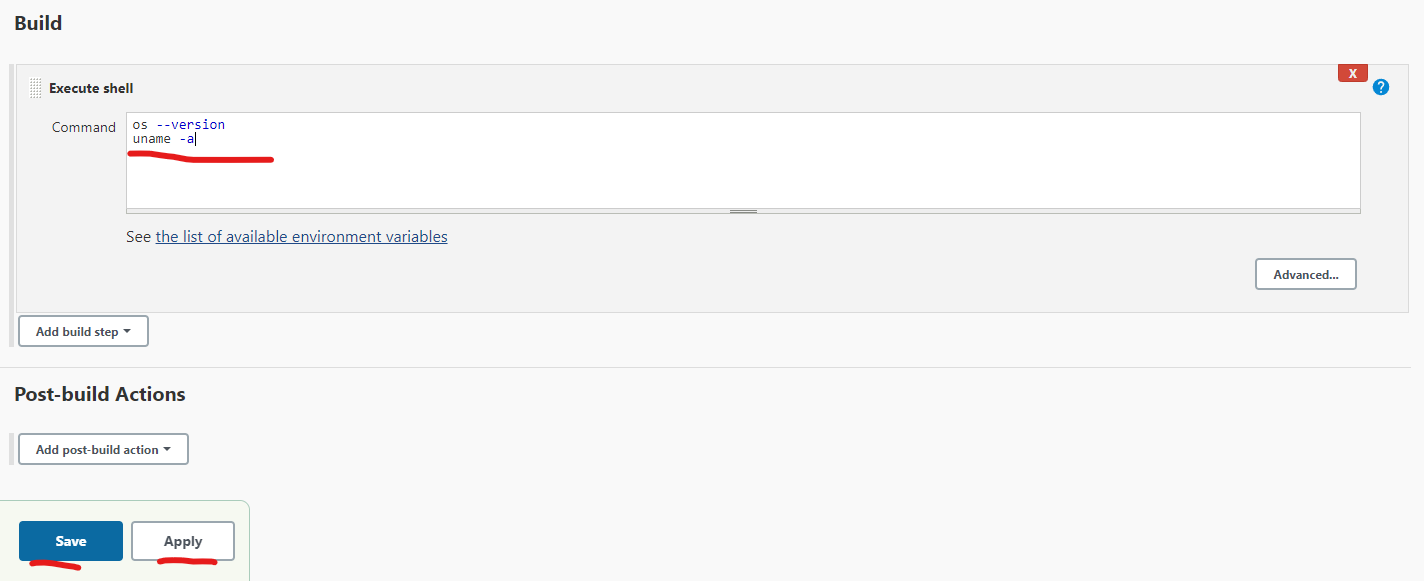 Build
X
Execute shell
?
Command
os --version
uname -a
See the list of available environment variables
Advanced...
Add build step
Post-build Actions
Add post-build action
Save
Apply